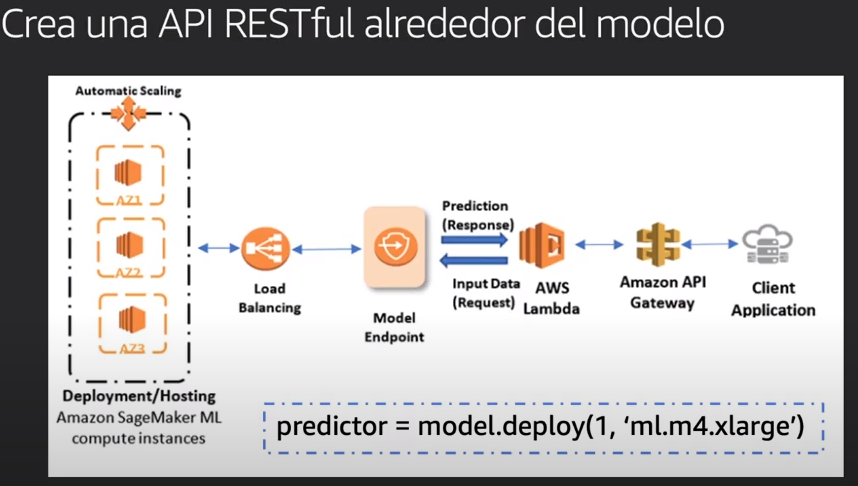 Crea una API RESTful alrededor del modelo
Automatic Scaling
AZ1
AZ2
AZ3
Deployment/Hosting
Amazon SageMaker ML
compute instances
Load
Balancing
Model
Endpoint
Prediction
(Response)
Input Data
(Request)
AWS
Lambda
Amazon API
Gateway
Client
Application
predictor = model.deploy(1, ‘ml.m4.xlarge’)